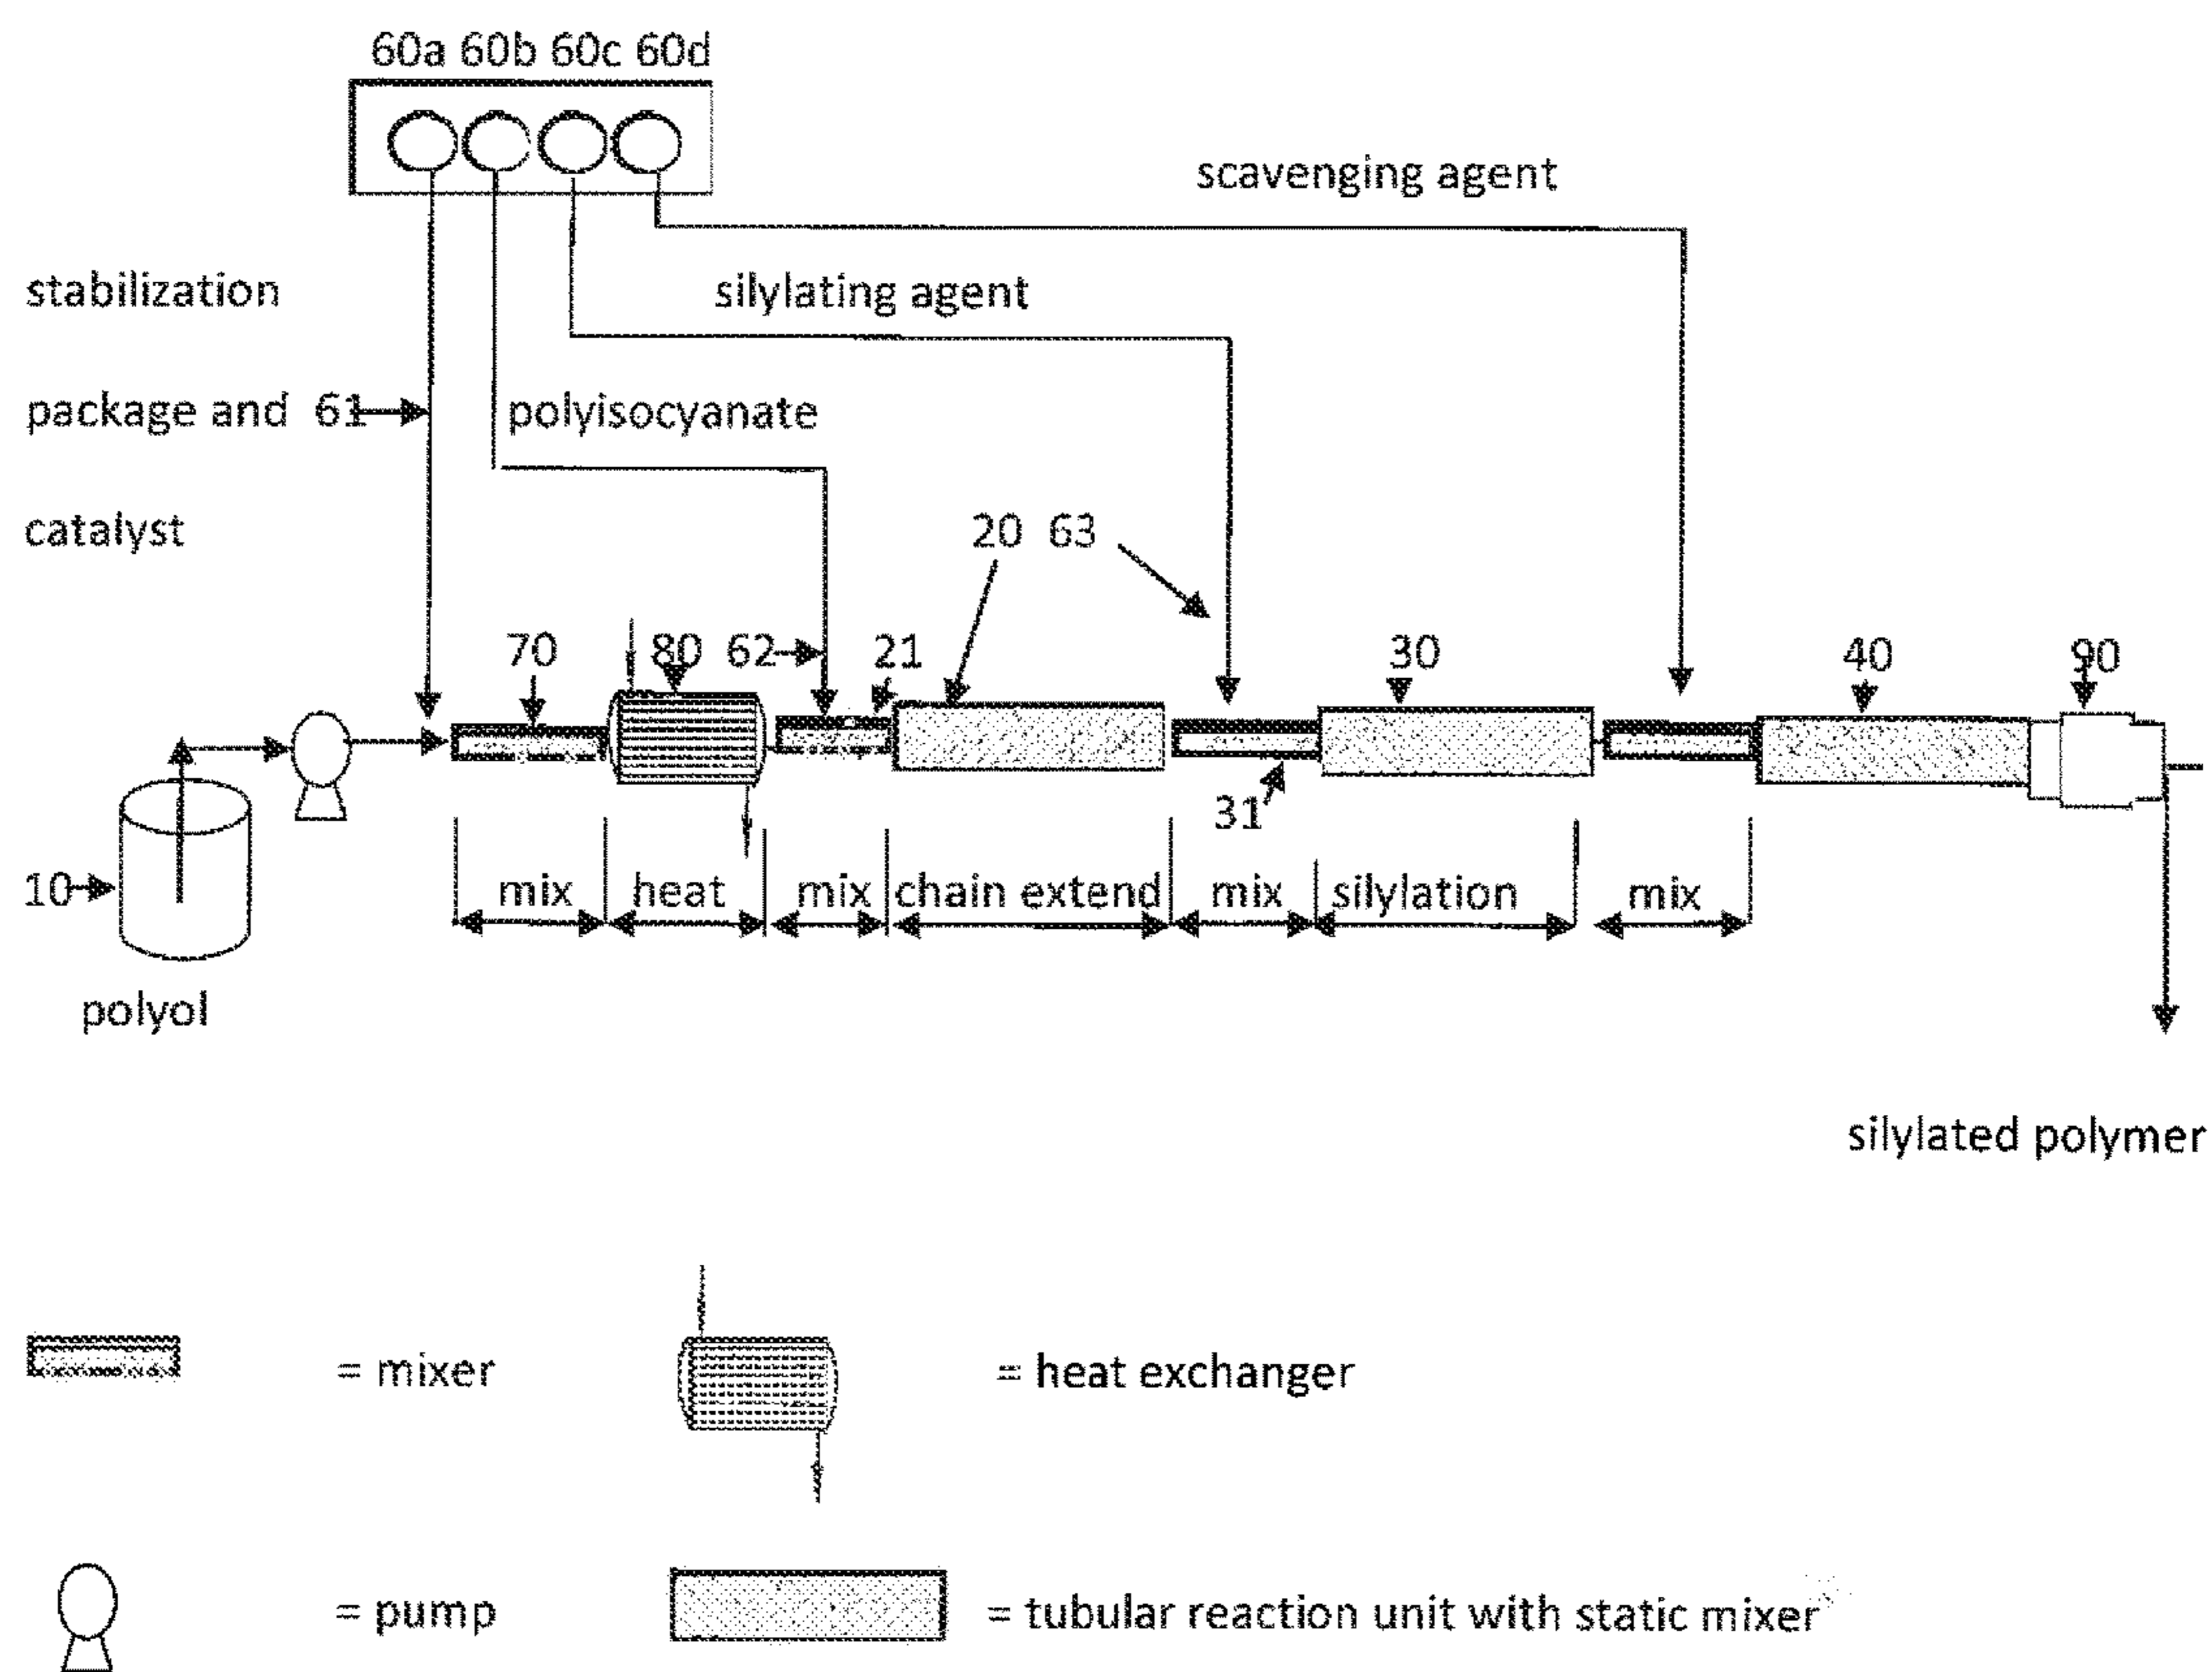 60a 60b 60c 60d
scavenging agent
stabilization
silylating agent
package and 61
polyisocyanate
catalyst
20 63
70 80 62 21 30 40 90
31
10
mix heat mix chain extend mix silylation mix
polyol
silylated polymer
= mixer
= heat exchanger
= pump
= tubular reaction unit with static mixer